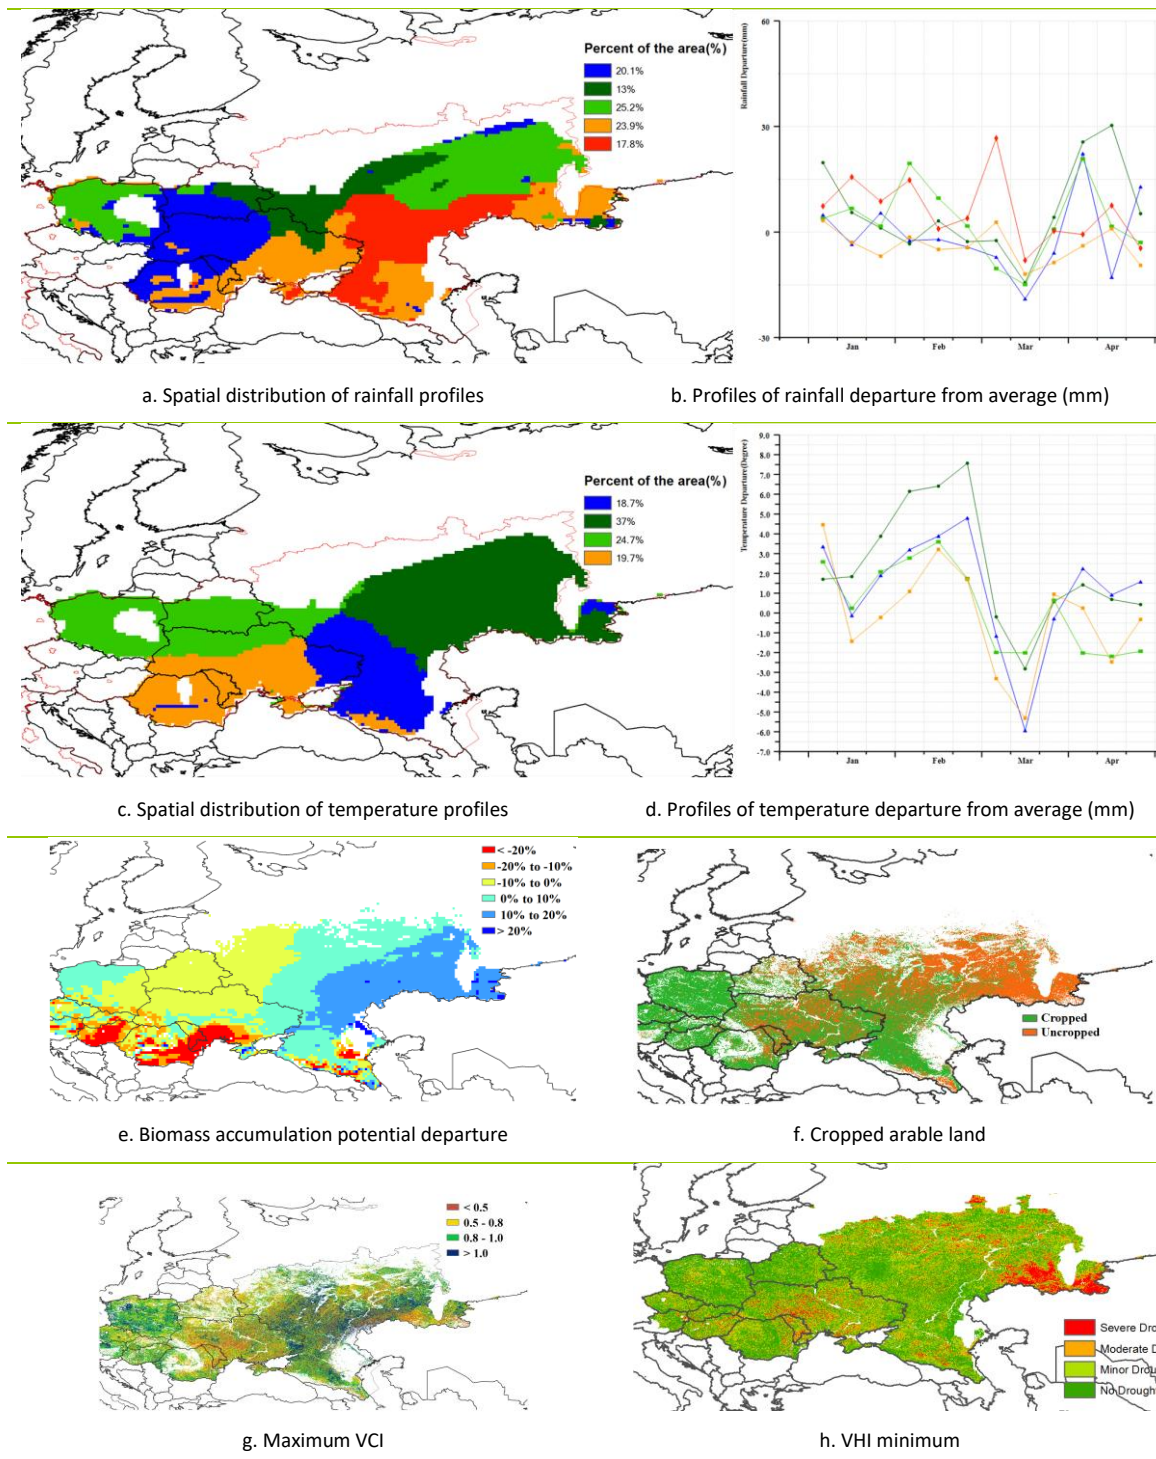 Percent of the area(%)
20.1%
13%
25.2%
23.9%
17.8%
Rainfall Departure(mm)
60
30
0
-30
Jan
Feb
Mar
Apr
a. Spatial distribution of rainfall profiles
b. Profiles of rainfall departure from average (mm)
Percent of the area(%)
18.7%
37%
24.7%
19.7%
Temperature Departure(Degree)
9.0
8.0
7.0
6.0
5.0
4.0
3.0
2.0
1.0
0.0
-1.0
-2.0
-3.0
-4.0
-5.0
-6.0
-7.0
Jan
Feb
Mar
Apr
c. Spatial distribution of temperature profiles
d. Profiles of temperature departure from average (mm)
< -20%
-20% to -10%
-10% to 0%
0% to 10%
10% to 20%
> 20%
Cropped
Uncropped
e. Biomass accumulation potential departure
f. Cropped arable land
< 0.5
0.5 - 0.8
0.8 - 1.0
> 1.0
Severe Dro
Moderate D
Minor Drou
No Drought
g. Maximum VCI
h. VHI minimum